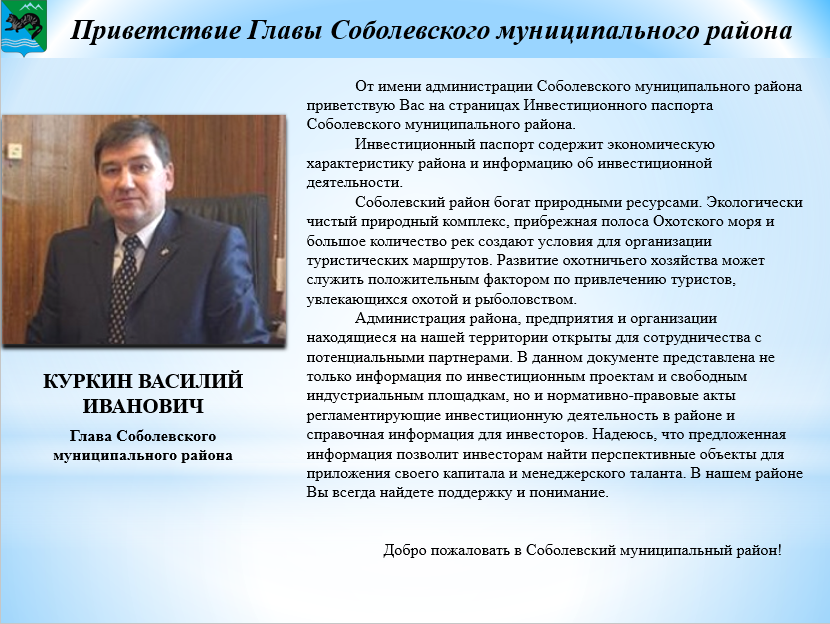 Приветствие Главы Соболевского муниципального района
От имени администрации Соболевского муниципального района
приветствую Вас на страницах Инвестиционного паспорта
Соболевского муниципального района.
Инвестиционный паспорт содержит экономическую
характеристику района и информацию об инвестиционной
деятельности.
Соболевский район богат природными ресурсами. Экологически
чистый природный комплекс, прибрежная полоса Охотского моря и
большое количество рек создают условия для организации
туристических маршрутов. Развитие охотничьего хозяйства может
служить положительным фактором по привлечению туристов,
увлекающихся охотой и рыболовством.
Администрация района, предприятия и организации
находящиеся на нашей территории открыты для сотрудничества с
потенциальными партнерами. В данном документе представлена не
только информация по инвестиционным проектам и свободным
индустриальным площадкам, но и нормативно-правовые акты
регламентирующие инвестиционную деятельность в районе и
справочная информация для инвесторов. Надеюсь, что предложенная
информация позволит инвесторам найти перспективные объекты для
приложения своего капитала и менеджерского таланта. В нашем районе
Вы всегда найдете поддержку и понимание.
Добро пожаловать в Соболевский муниципальный район!
КУРКИН ВАСИЛИЙ
ИВАНОВИЧ
Глава Соболевского
муниципального района